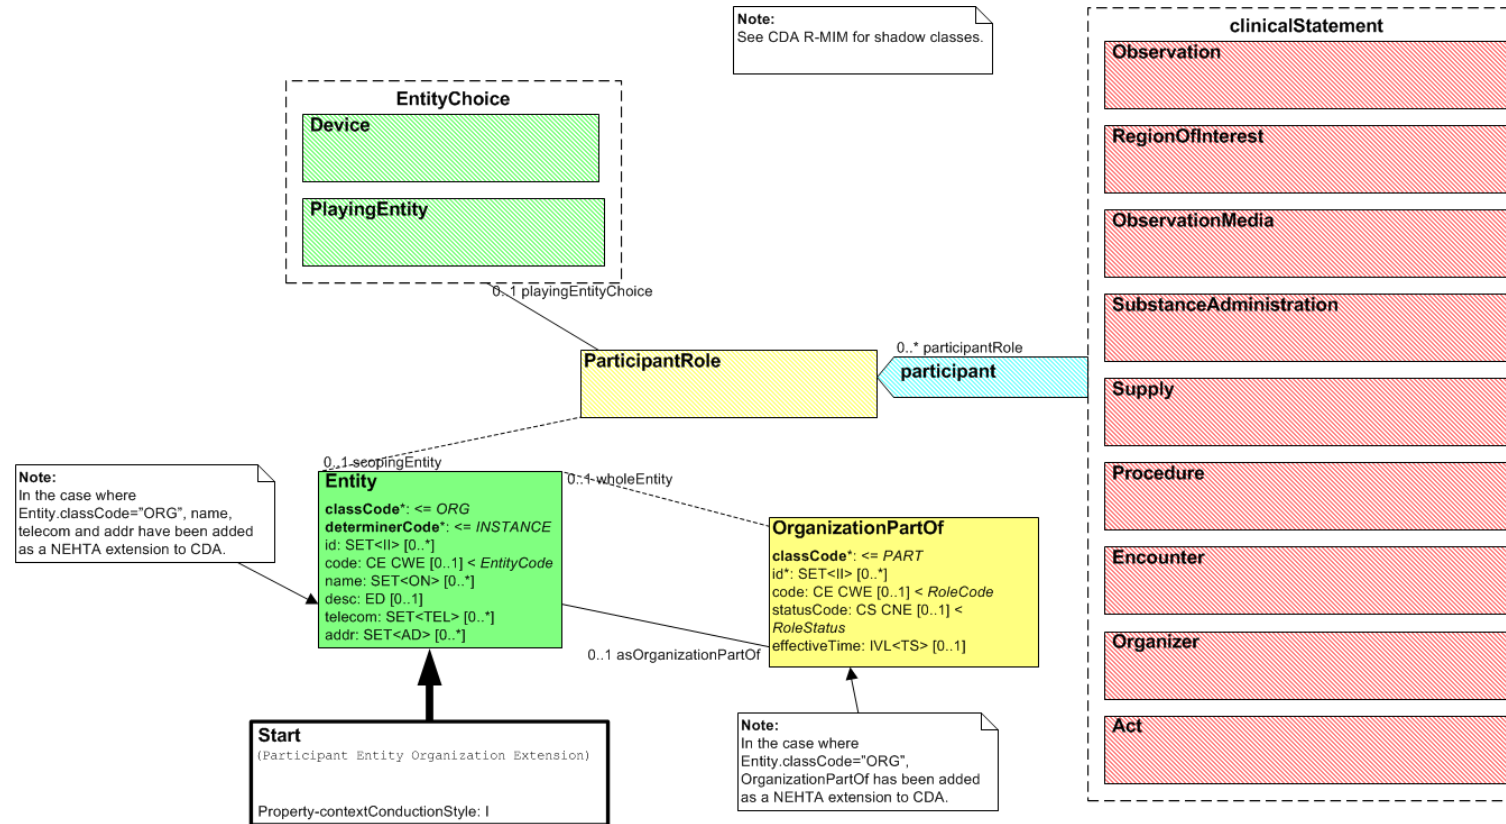 Note:
See CDA R-MIM for shadow classes.
clinicalStatement
Observation
RegionOfInterest
ObservationMedia
SubstanceAdministration
Supply
Procedure
Encounter
Organizer
Act
EntityChoice
Device
PlayingEntity
0..1 playingEntityChoice
ParticipantRole
0..* participantRole
participant
0..1 scopingEntity
0..1 wholeEntity
Note:
In the case where
Entity.classCode="ORG", name,
telecom and addr have been added
as a NEHTA extension to CDA.
Entity
classCode*: <= ORG
determinerCode*: <= INSTANCE
id: SET<II> [0..*]
code: CE CWE [0..1] < EntityCode
name: SET<ON> [0..*]
desc: ED [0..1]
telecom: SET<TEL> [0..*]
addr: SET<AD> [0..*]
OrganizationPartOf
classCode*: <= PART
id*: SET<II> [0..*]
code: CE CWE [0..1] < RoleCode
statusCode: CS CNE [0..1] <
RoleStatus
effectiveTime: IVL<TS> [0..1]
0..1 asOrganizationPartOf
Start
(Participant Entity Organization Extension)
Property-contextConductionStyle: I
Note:
In the case where
Entity.classCode="ORG",
OrganizationPartOf has been added
as a NEHTA extension to CDA.